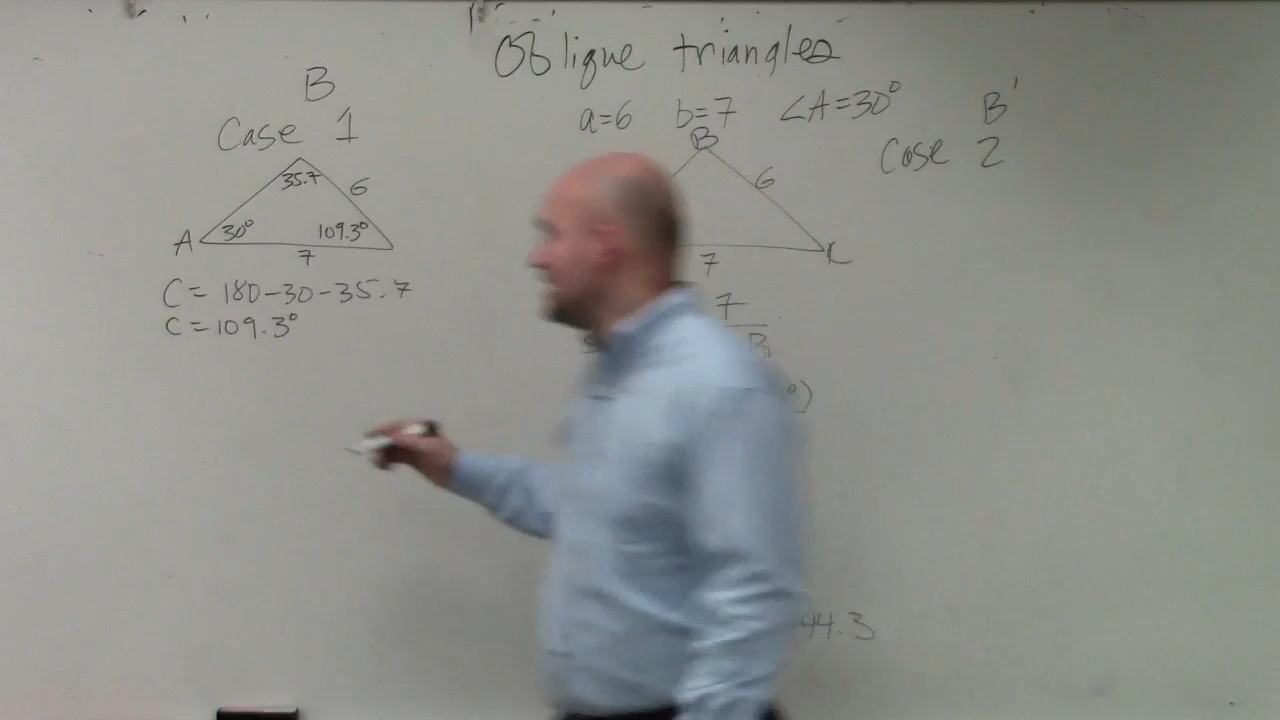 Oblique triangles
a=6 b=7 ∠A=30°
B
Case 1
35.7
6
A
30°
109.3°
7
C= 180-30-35.7
C=109.3°
B
6
7
C
7
B
°)
44.3
B'
Case 2